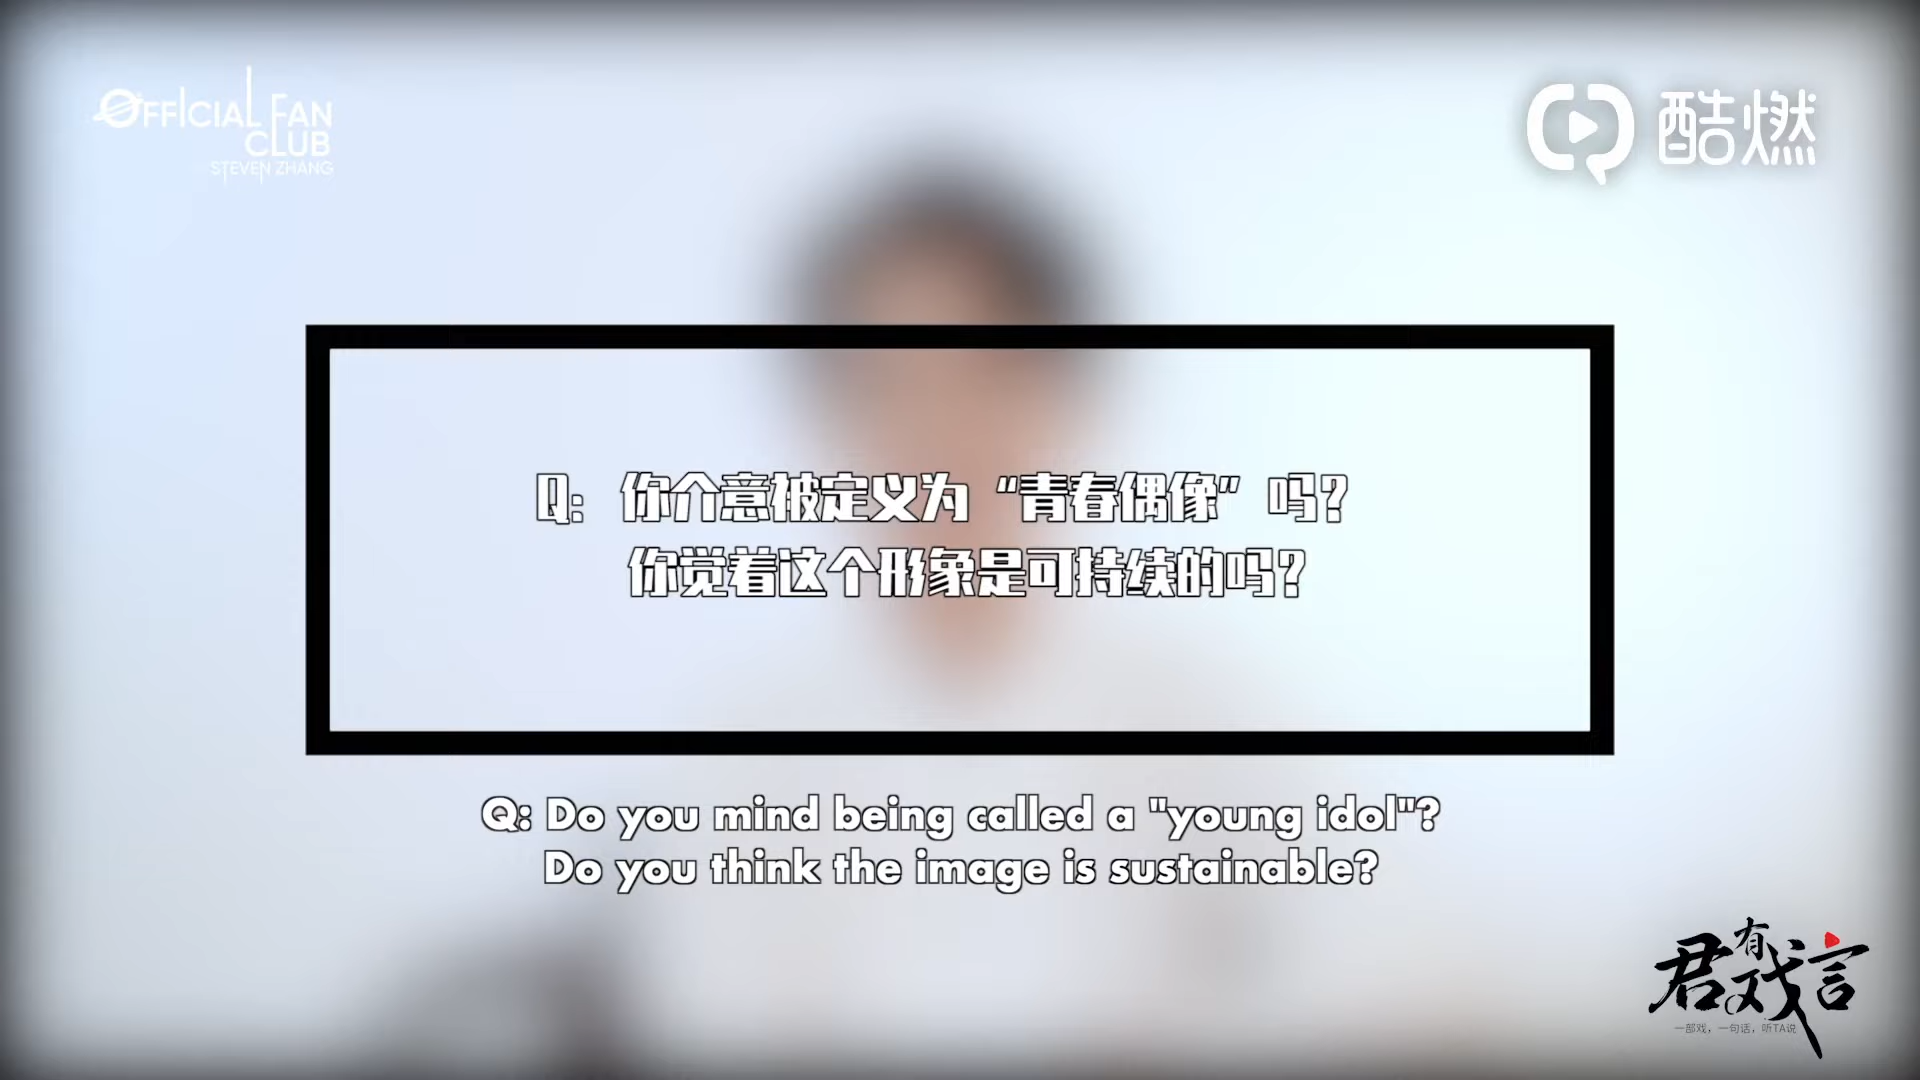 OFFICIAL FAN
CLUB
STEVEN ZHANG
酷燃
Q: 你介意被定义为“青春偶像”吗?
你觉着这个形象是可持续的吗?
Q: Do you mind being called a "young idol"?
Do you think the image is sustainable?
君有戏言
一部戏，一句话，听TA说